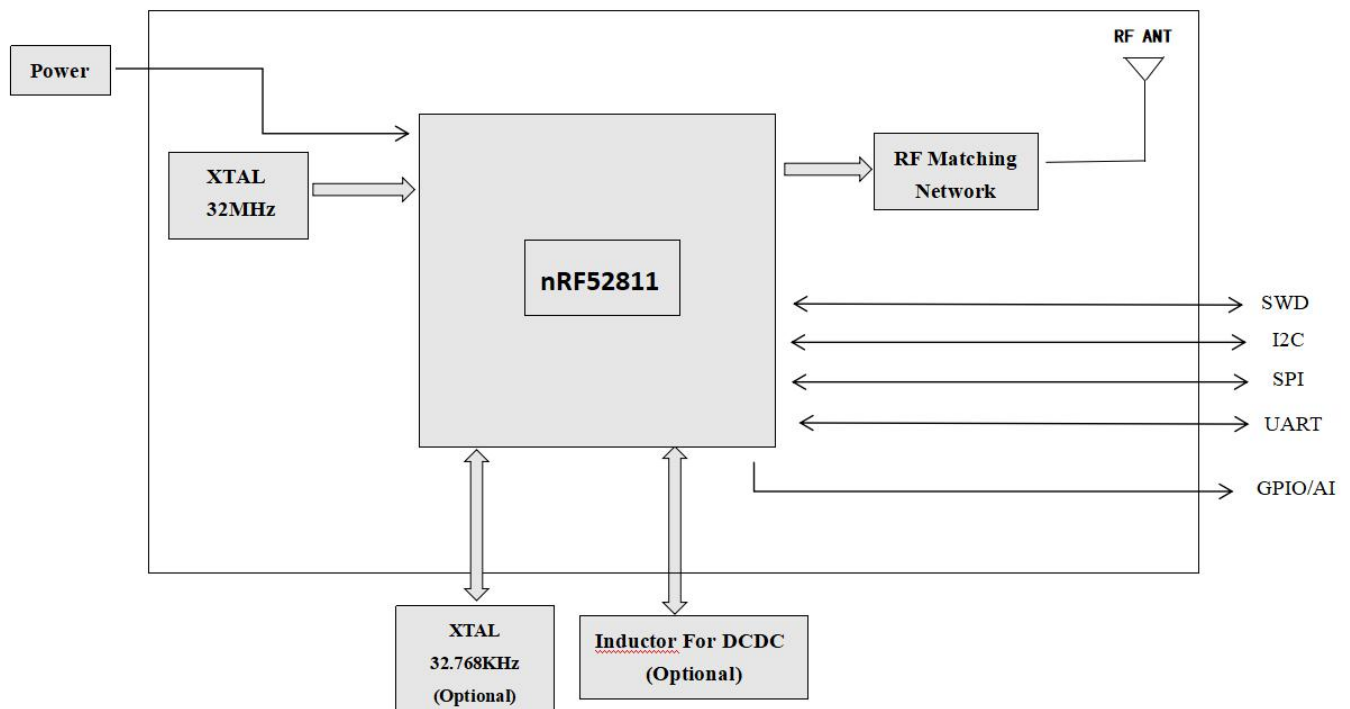 RF ANT
Power
XTAL
32MHz
RF Matching
Network
nRF52811
SWD
I2C
SPI
UART
GPIO/AI
XTAL
32.768KHz
(Optional)
Inductor For DCDC
(Optional)